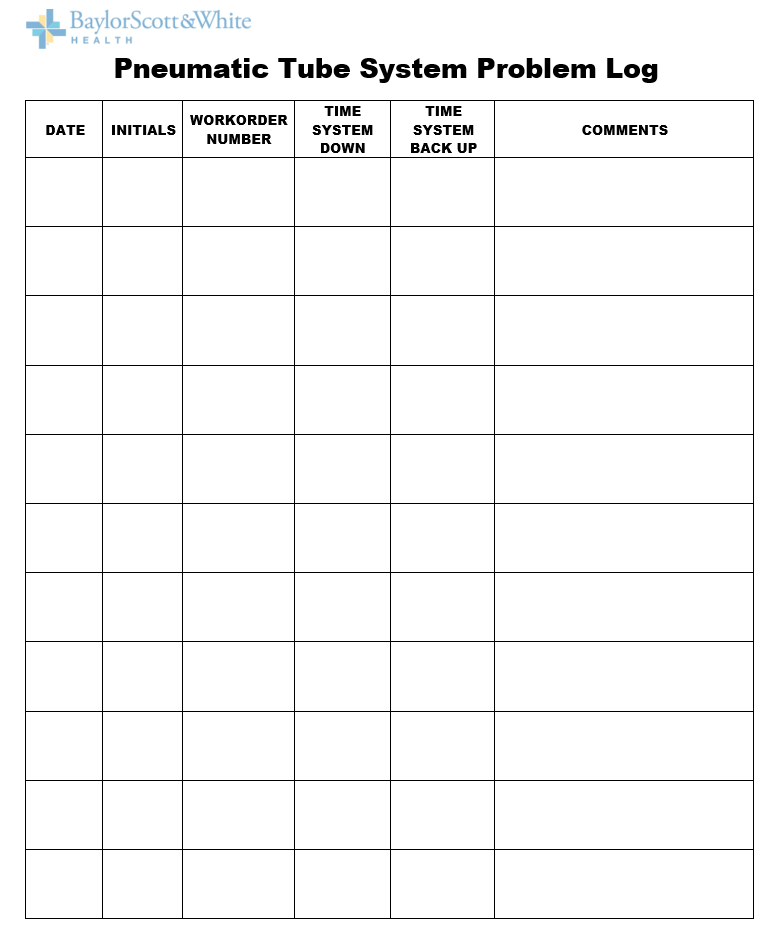 BaylorScott&White
HEALTH
Pneumatic Tube System Problem Log
DATE
INITIALS
WORKORDER
NUMBER
TIME
SYSTEM
DOWN
TIME
SYSTEM
BACK UP
COMMENTS